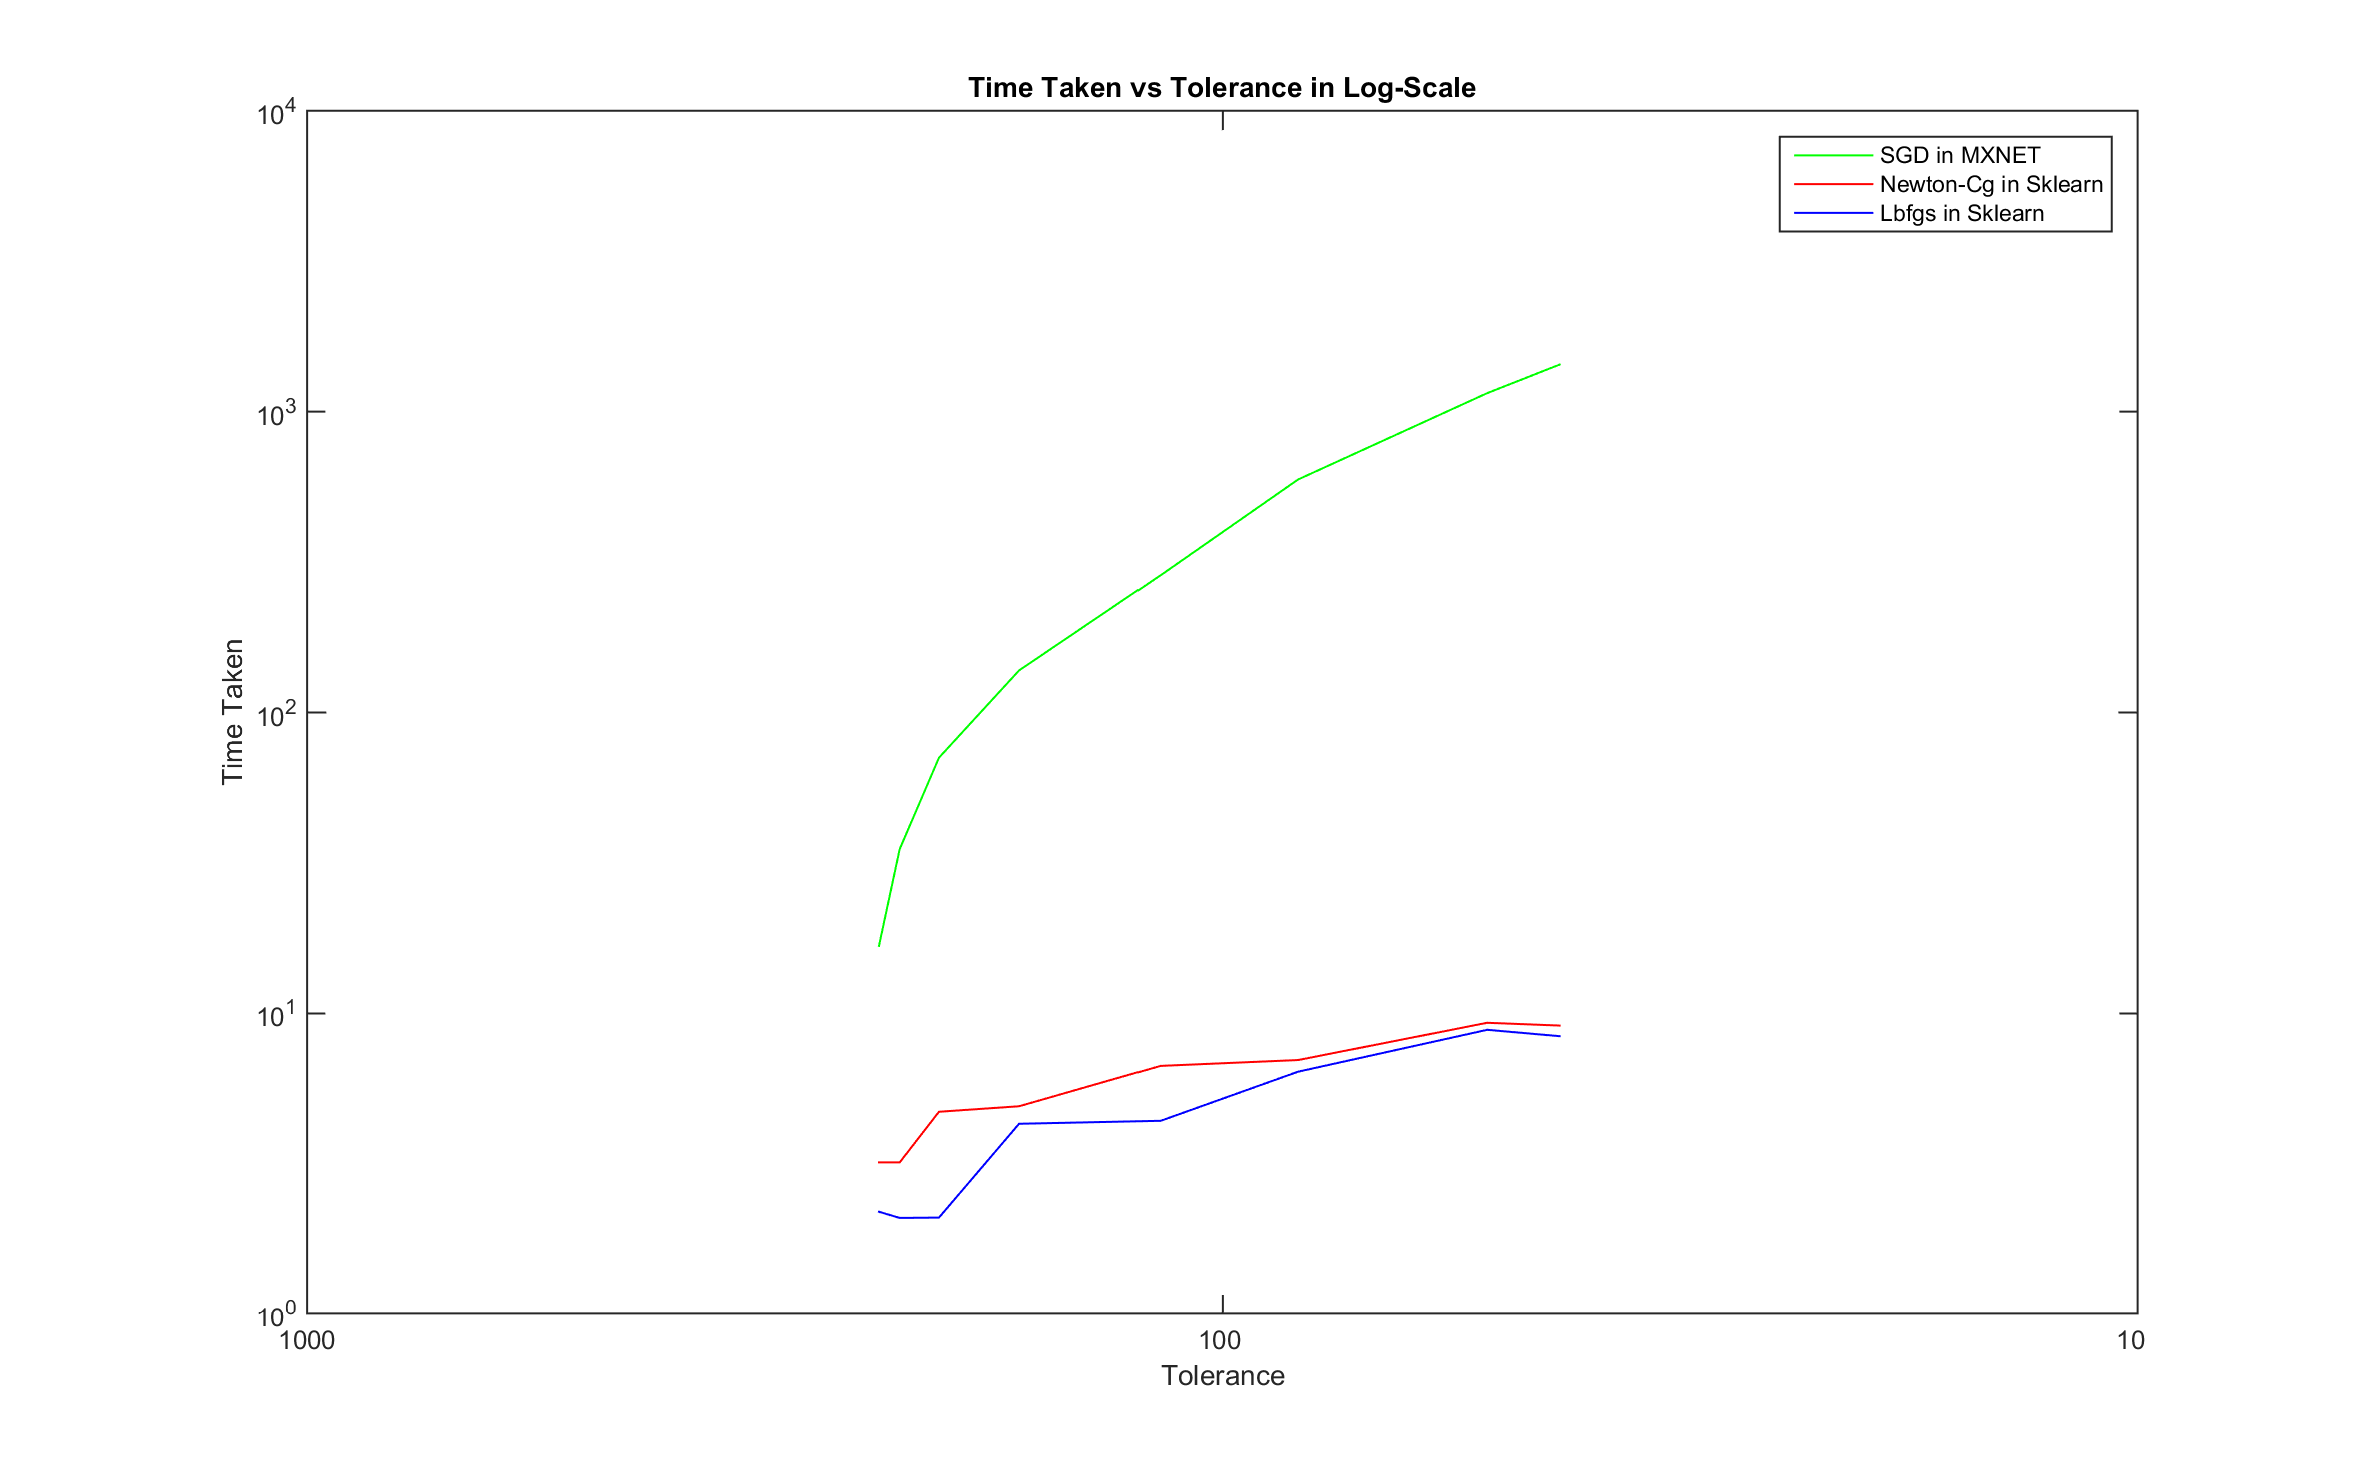 Time Taken vs Tolerance in Log-Scale
10^4
10^3
10^2
10^1
10^0
Time Taken
SGD in MXNET
Newton-Cg in Sklearn
Lbfgs in Sklearn
1000 100 10
Tolerance